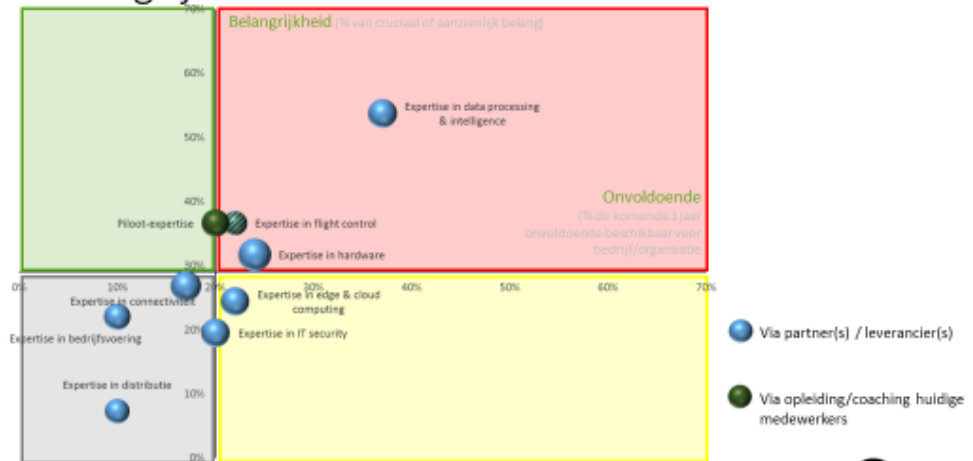 70%
Belangrijkheid (% van cruciaal of aanzienlijk belang)
60%
Expertise in data processing
& intelligence
50%
40%
Onvoldoende
(% de komende 3 jaar
onvoldoende beschikbaar voor
bedrijf/organisatie
Piloot-expertise
Expertise in flight control
Expertise in hardware
30%
0%
10%
20%
30%
40%
50%
60%
70%
Expertise in connectiviteit
Expertise in edge & cloud
computing
20%
Expertise in IT security
Expertise in bedrijfsvoering
Via partner(s) / leverancier(s)
Expertise in distributie
10%
Via opleiding/coaching huidige
medewerkers
0%